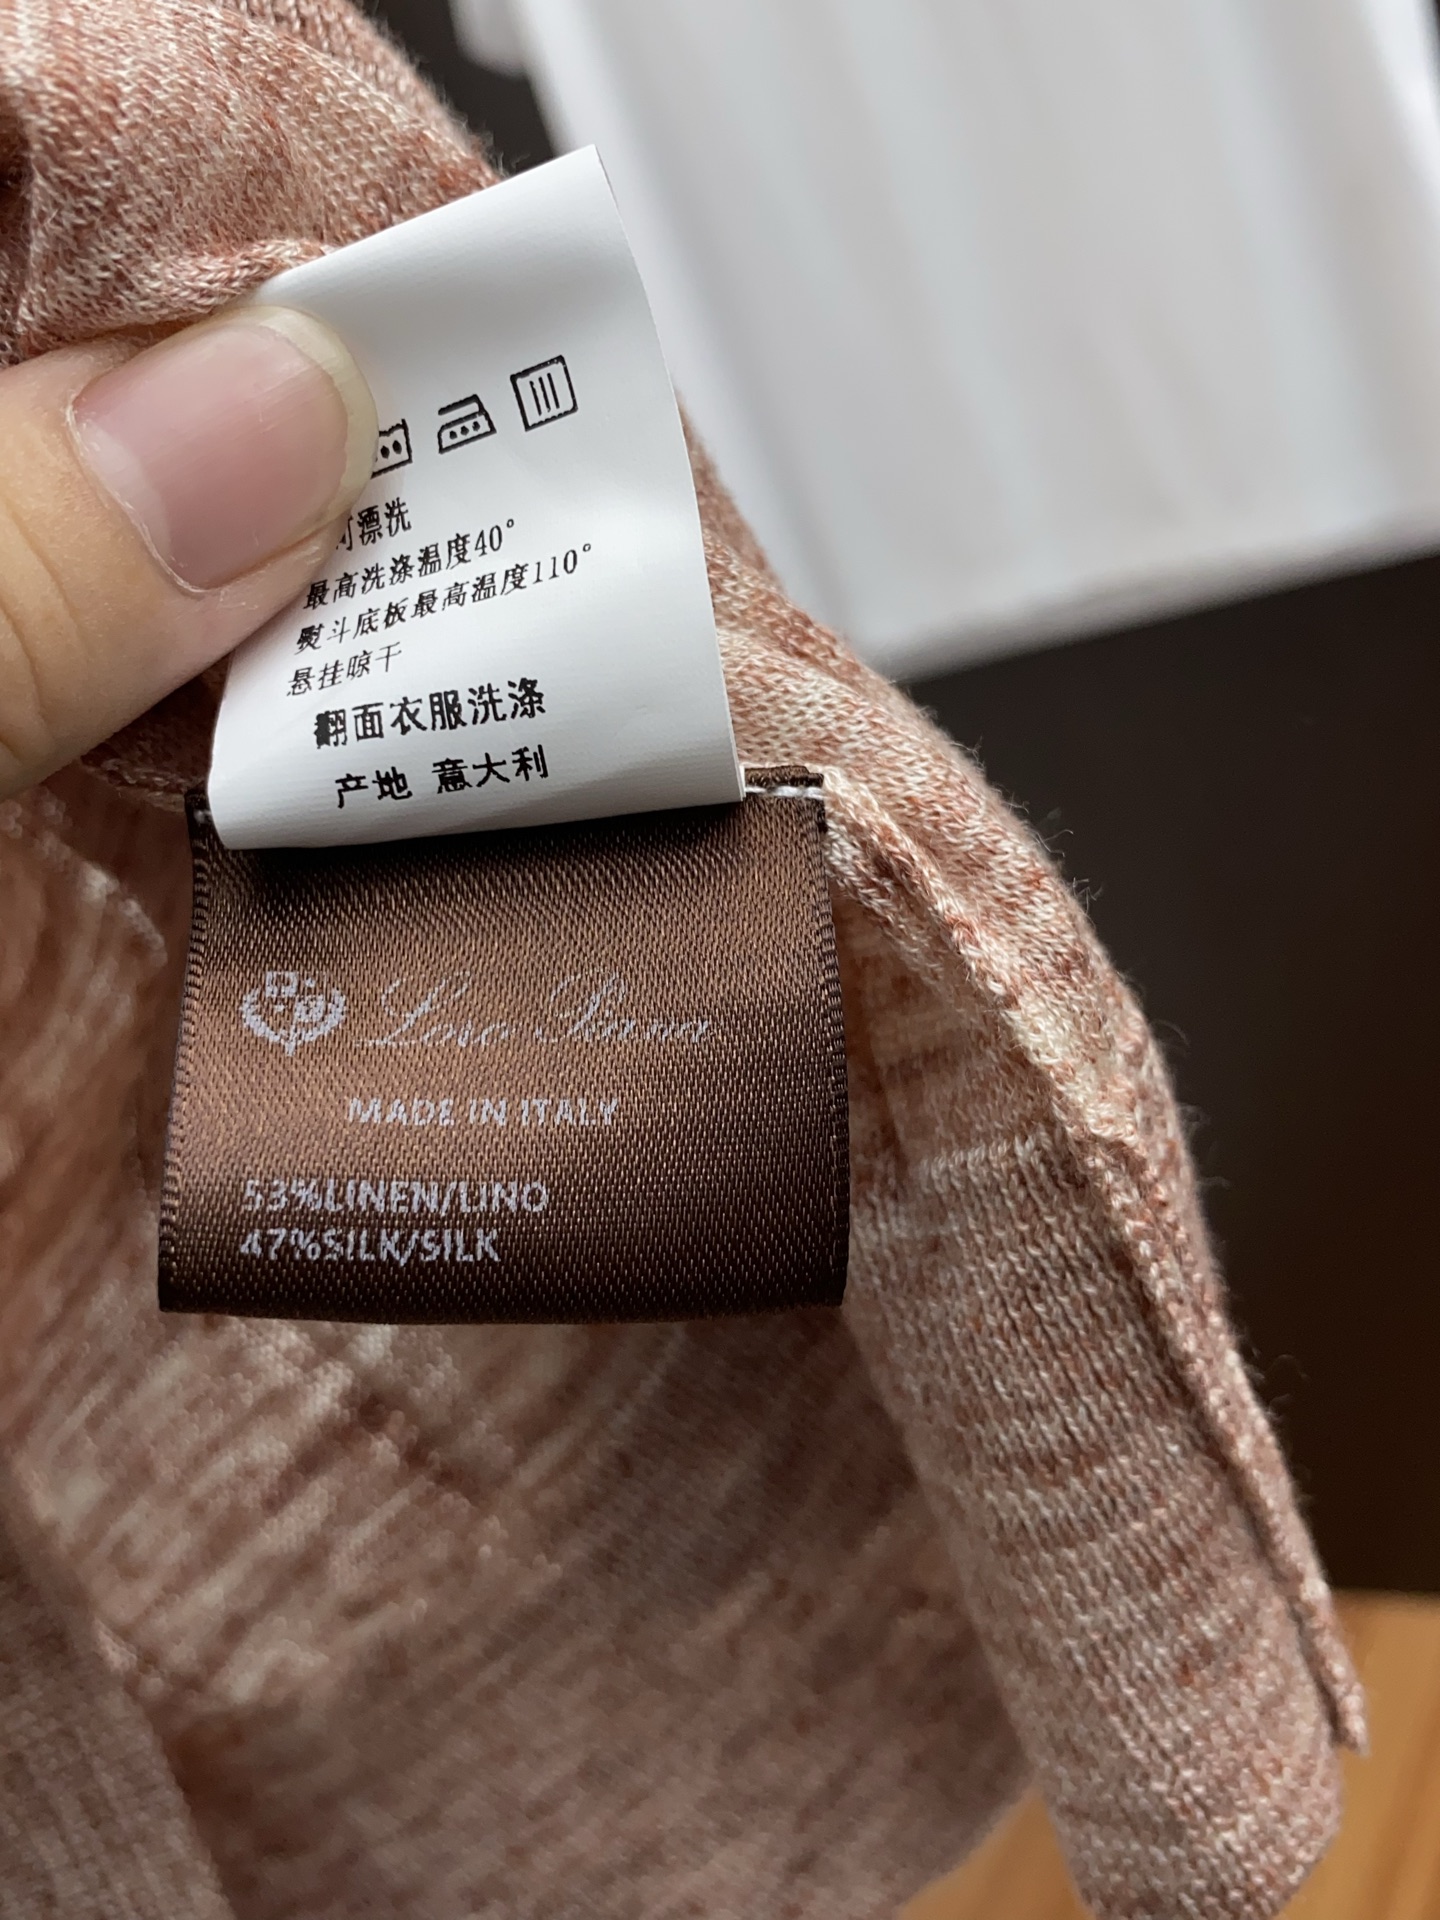 可漂洗
最高洗涤温度40°
熨斗底板最高温度110°
悬挂晾干
翻面衣服洗涤
产地 意大利
Loro Piana
MADE IN ITALY
53%LINEN/LINO
47%SILK/SILK